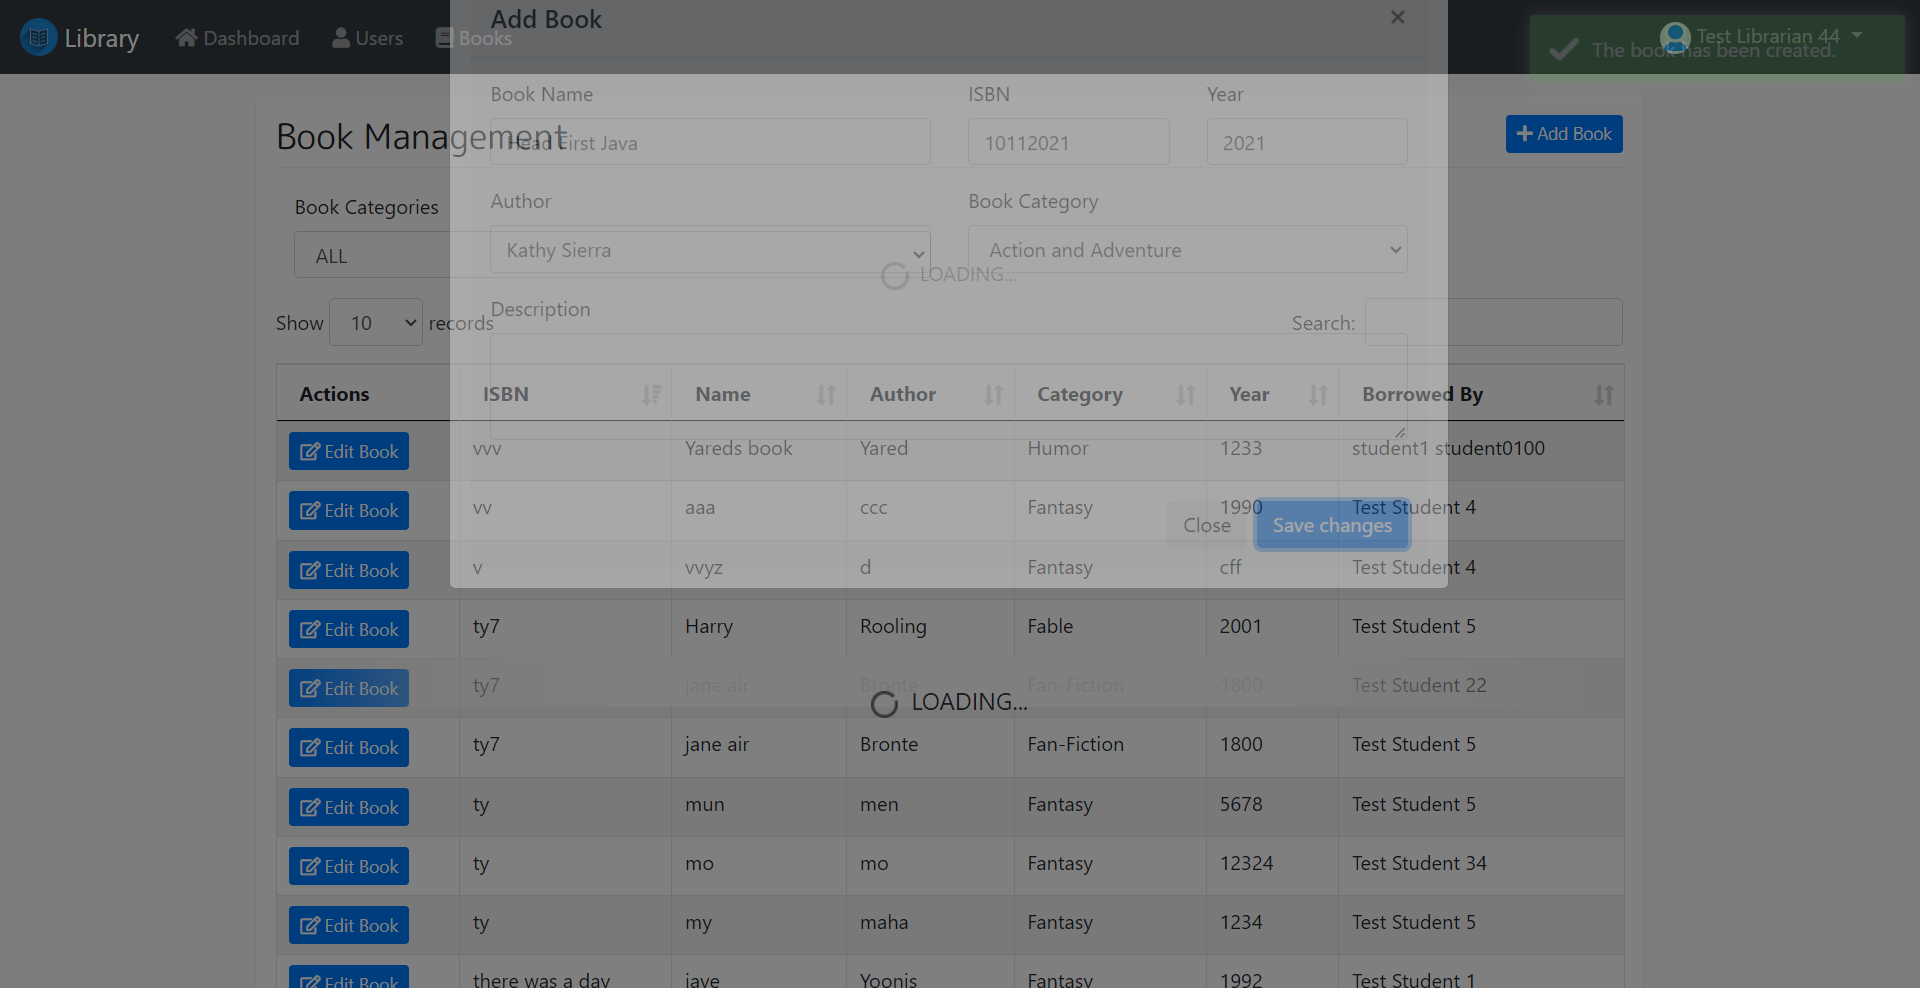 Library Dashboard Users Books Test Librarian 44
The book has been created.
Add Book ×
Book Name ISBN Year
Head First Java 10112021 2021
Book Management
Add Book
Author Book Category
Kathy Sierra Action and Adventure
Book Categories
ALL
LOADING...
Description
Show 10 records Search:
Actions ISBN Name Author Category Year Borrowed By
Edit Book vvv Yareds book Yared Humor 1233 student1 student0100
Edit Book vv aaa ccc Fantasy 1990 Test Student 4
Close Save changes
Edit Book v vvyz d Fantasy cff Test Student 4
Edit Book ty7 Harry Rooling Fable 2001 Test Student 5
Edit Book ty7 jane air Bronte Fan-Fiction 1800 Test Student 22
LOADING...
Edit Book ty7 jane air Bronte Fan-Fiction 1800 Test Student 5
Edit Book ty mun men Fantasy 5678 Test Student 5
Edit Book ty mo mo Fantasy 12324 Test Student 34
Edit Book ty my maha Fantasy 1234 Test Student 5
Edit Book there was a day jave Yoonis Fantasy 1992 Test Student 1